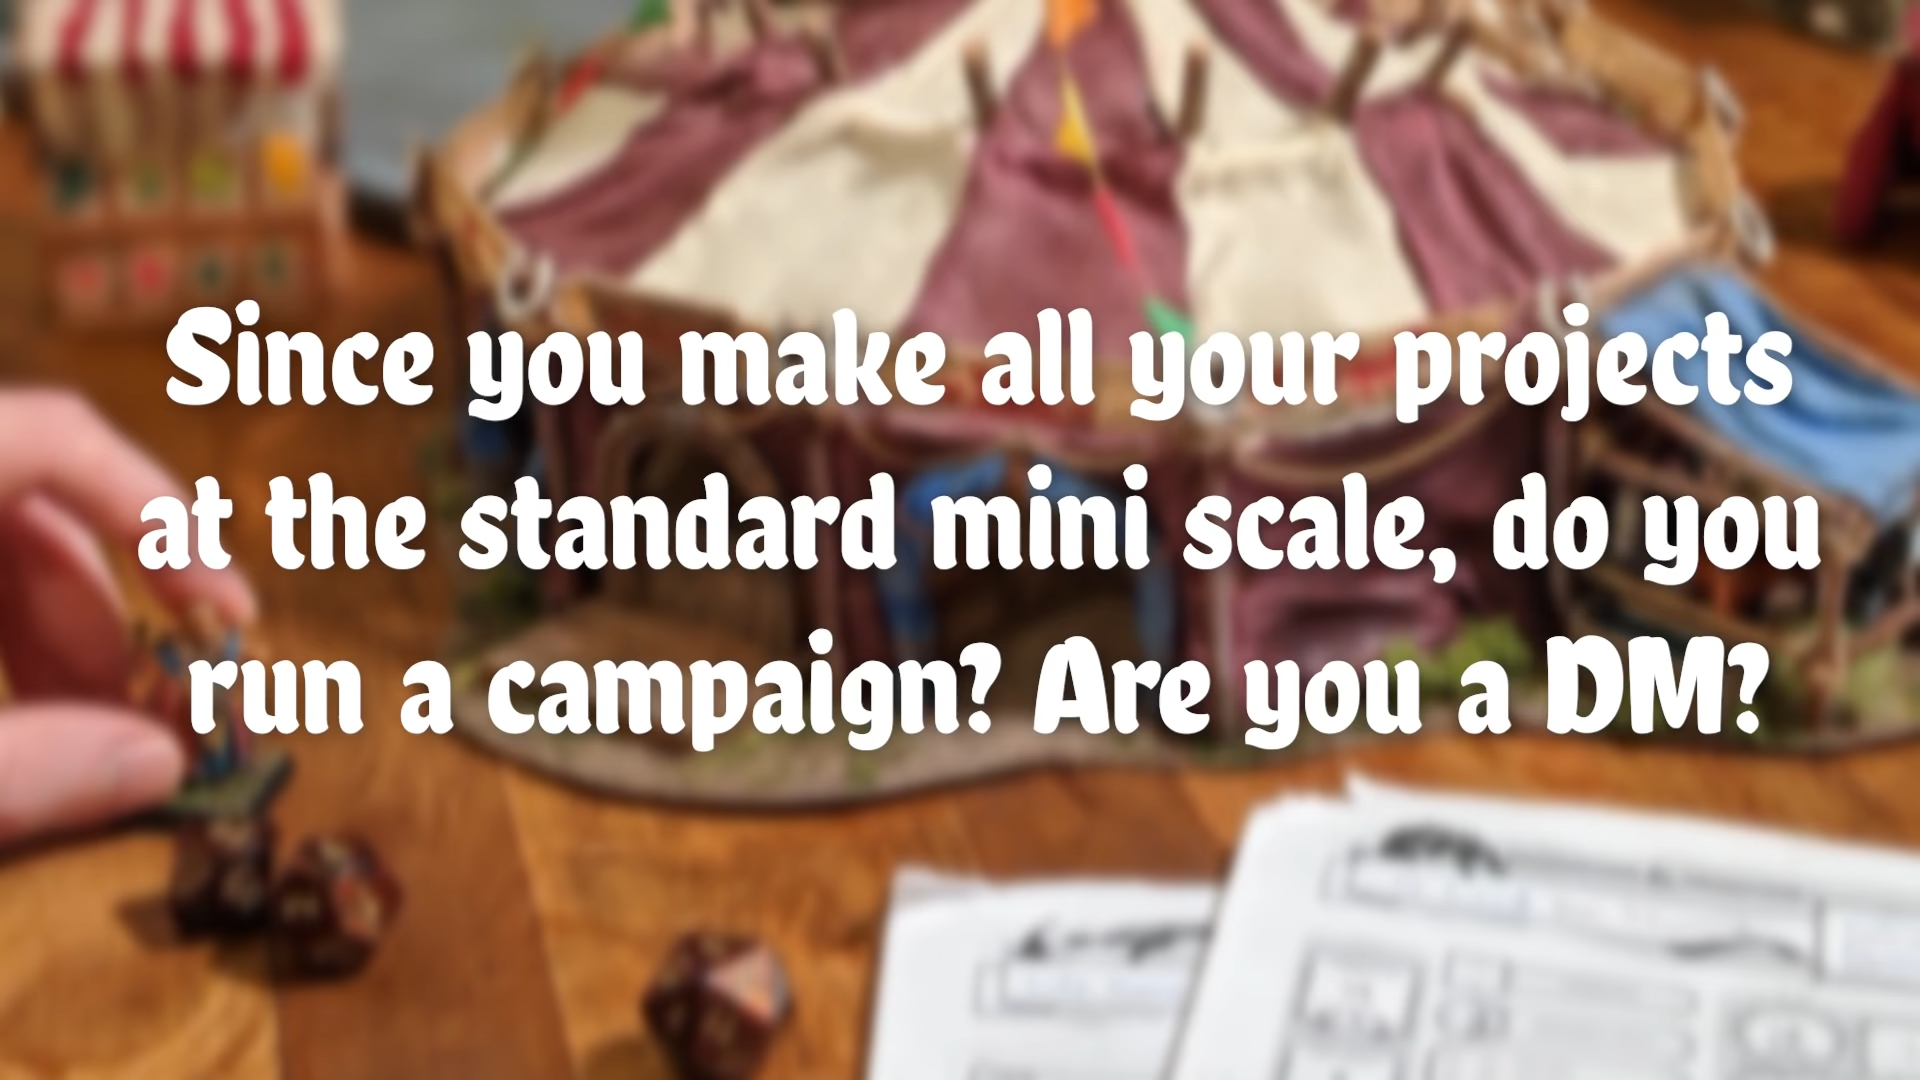 Since you make all your projects
at the standard mini scale, do you
run a campaign? Are you a DM?